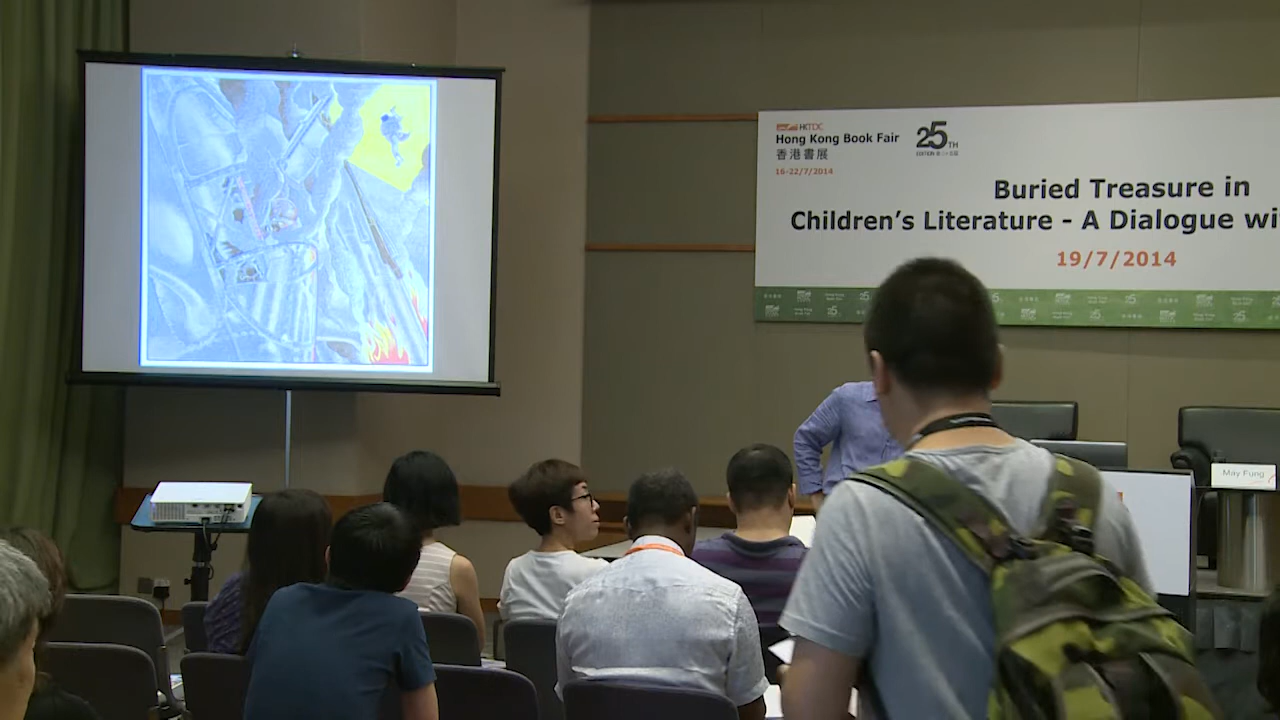 HKTDC
Hong Kong Book Fair
香港書展
16-22/7/2014
25TH
EDITION
Buried Treasure in
Children's Literature - A Dialogue wi
19/7/2014
May Fung